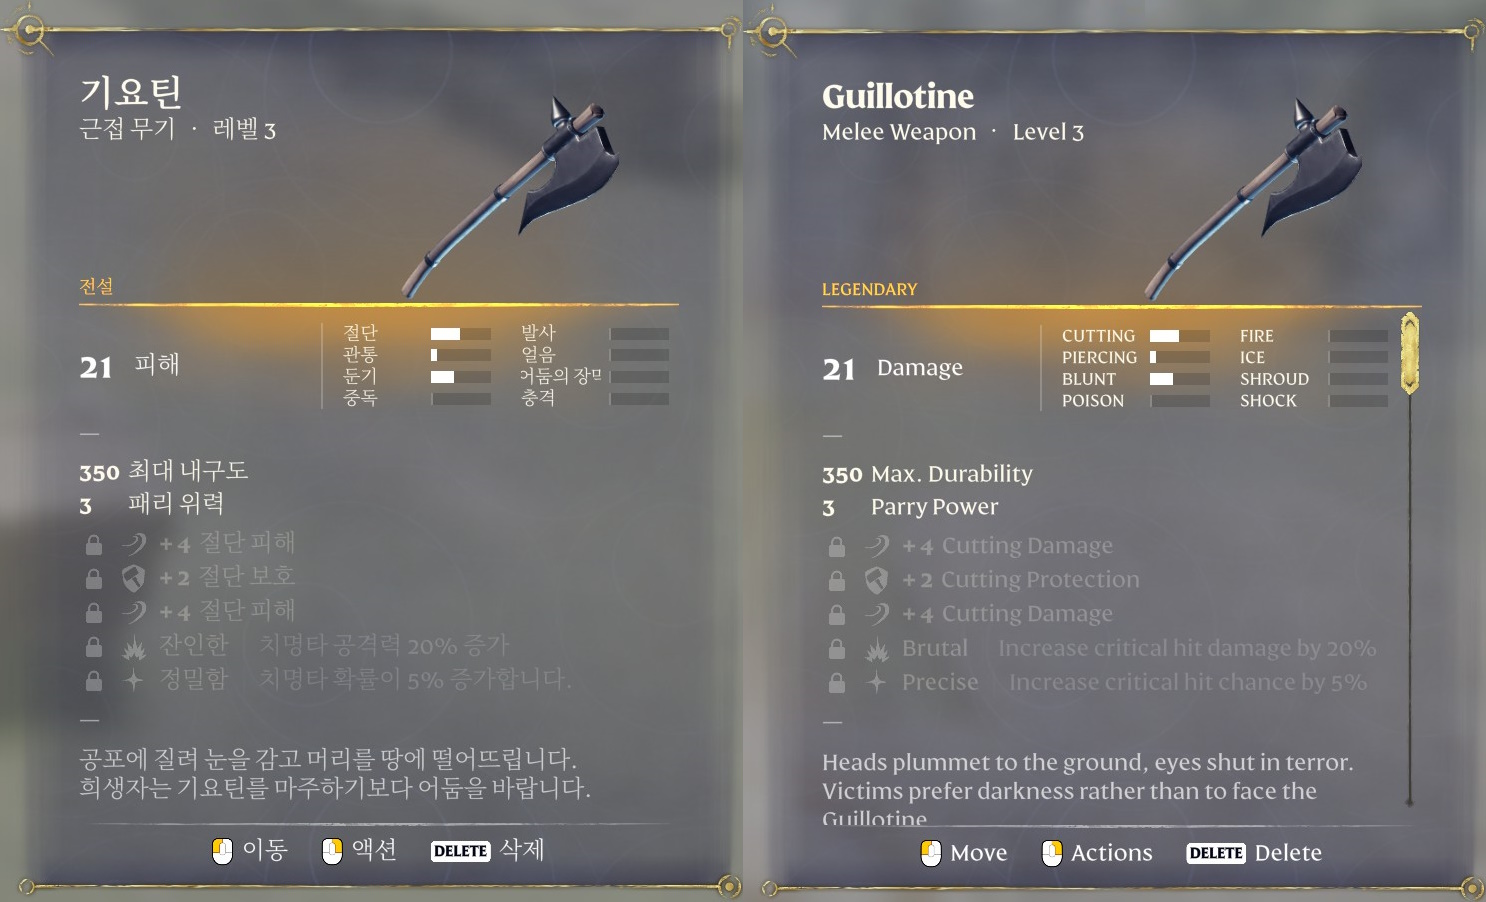 기요틴
근접 무기 · 레벨 3
전설
21 피해
절단
관통
둔기
중독
발사
얼음
어둠의 장막
충격
350 최대 내구도
3 패리 위력
+4 절단 피해
+2 절단 보호
+4 절단 피해
잔인한 치명타 공격력 20% 증가
정밀함 치명타 확률이 5% 증가합니다.
공포에 질려 눈을 감고 머리를 땅에 떨어뜨립니다.
희생자는 기요틴를 마주하기보다 어둠을 바랍니다.
이동 액션 DELETE 삭제
Guillotine
Melee Weapon · Level 3
LEGENDARY
21 Damage
CUTTING
PIERCING
BLUNT
POISON
FIRE
ICE
SHROUD
SHOCK
350 Max. Durability
3 Parry Power
+4 Cutting Damage
+2 Cutting Protection
+4 Cutting Damage
Brutal Increase critical hit damage by 20%
Precise Increase critical hit chance by 5%
Heads plummet to the ground, eyes shut in terror.
Victims prefer darkness rather than to face the
Guillotine
Move Actions DELETE Delete